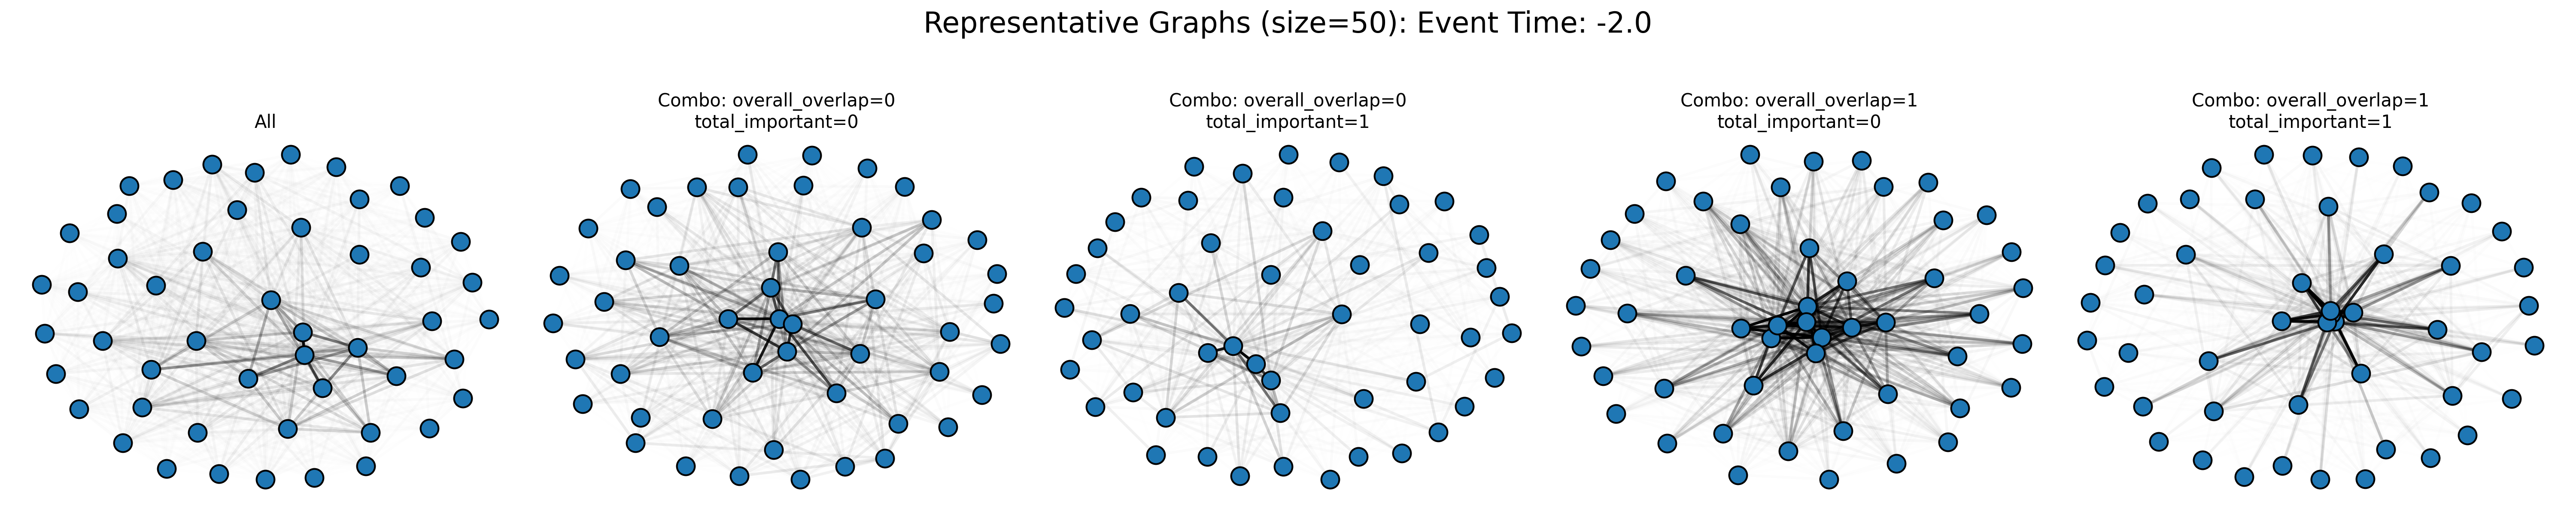 Representative Graphs (size=50): Event Time: -2.0
All
Combo: overall_overlap=0
total_important=0
Combo: overall_overlap=0
total_important=1
Combo: overall_overlap=1
total_important=0
Combo: overall_overlap=1
total_important=1